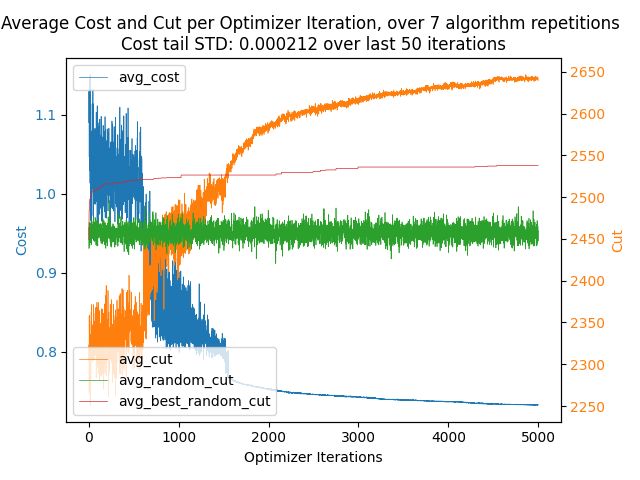 Average Cost and Cut per Optimizer Iteration, over 7 algorithm repetitions
Cost tail STD: 0.000212 over last 50 iterations
avg_cost
1.1
1.0
0.9
0.8
Cost
2650
2600
2550
2500
2450
2400
2350
2300
2250
Cut
avg_cut
avg_random_cut
avg_best_random_cut
0 1000 2000 3000 4000 5000
Optimizer Iterations